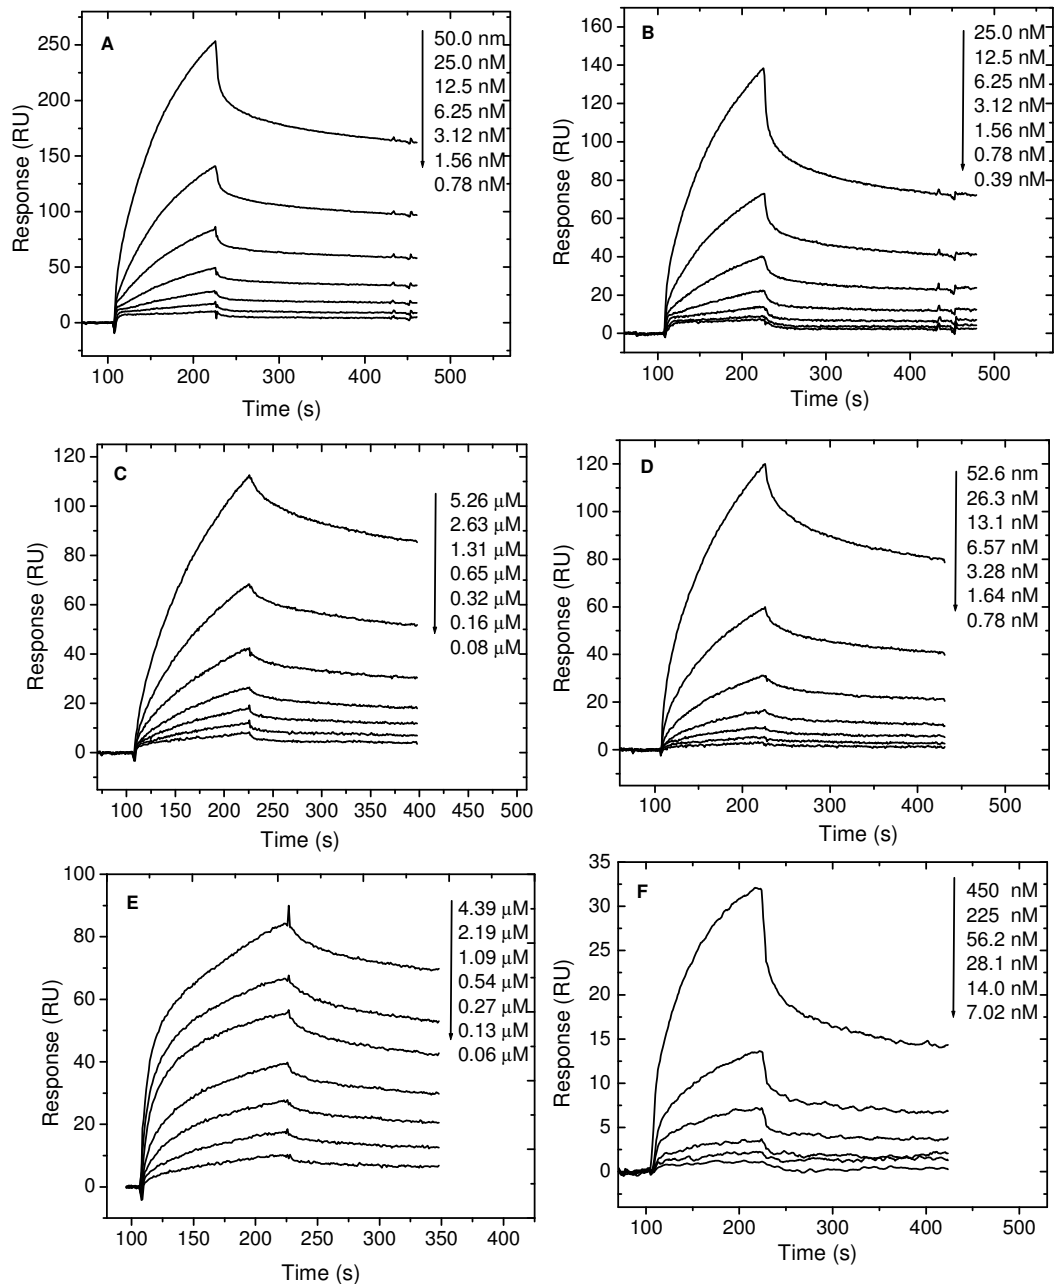 A
50.0 nm
25.0 nM
12.5 nM
6.25 nM
3.12 nM
1.56 nM
0.78 nM
250
200
150
100
50
0
Response (RU)
100 200 300 400 500
Time (s)
B
25.0 nM
12.5 nM
6.25 nM
3.12 nM
1.56 nM
0.78 nM
0.39 nM
160
140
120
100
80
60
40
20
0
Response (RU)
100 200 300 400 500
Time (s)
C
5.26 μM
2.63 μM
1.31 μM
0.65 μM
0.32 μM
0.16 μM
0.08 μM
120
100
80
60
40
20
0
Response (RU)
100 150 200 250 300 350 400 450 500
Time (s)
D
52.6 nm
26.3 nM
13.1 nM
6.57 nM
3.28 nM
1.64 nM
0.78 nM
120
100
80
60
40
20
0
Response (RU)
100 200 300 400 500
Time (s)
E
4.39 μM
2.19 μM
1.09 μM
0.54 μM
0.27 μM
0.13 μM
0.06 μM
100
80
60
40
20
0
Response (RU)
100 150 200 250 300 350 400
Time (s)
F
450 nM
225 nM
56.2 nM
28.1 nM
14.0 nM
7.02 nM
35
30
25
20
15
10
5
0
Response (RU)
100 200 300 400 500
Time (s)